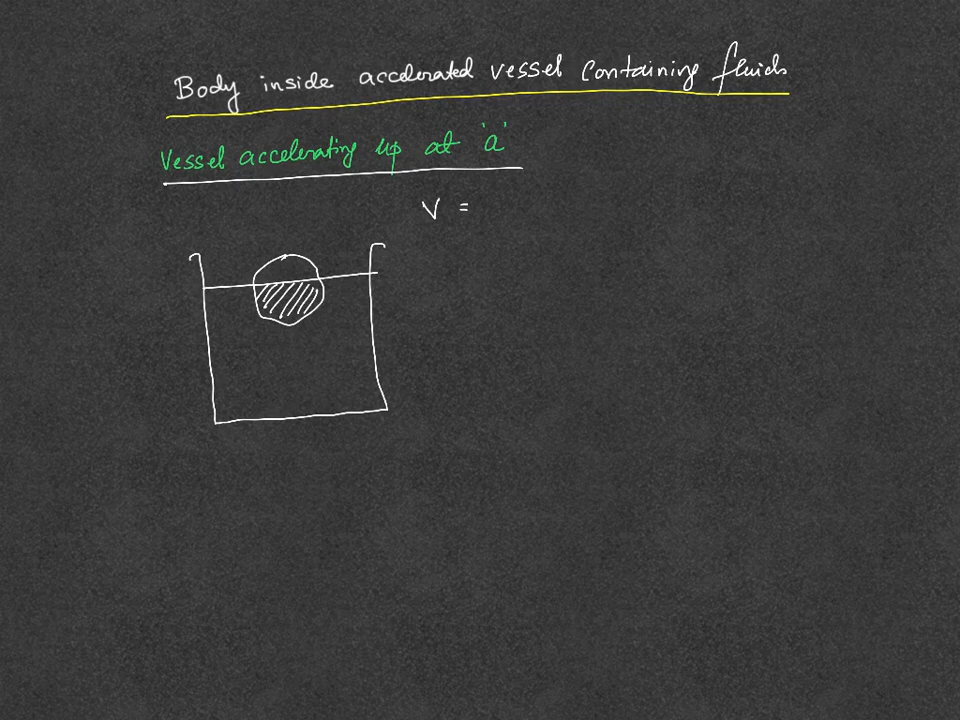 Body inside accelerated vessel containing fluids
Vessel accelerating up at 'a'
V =